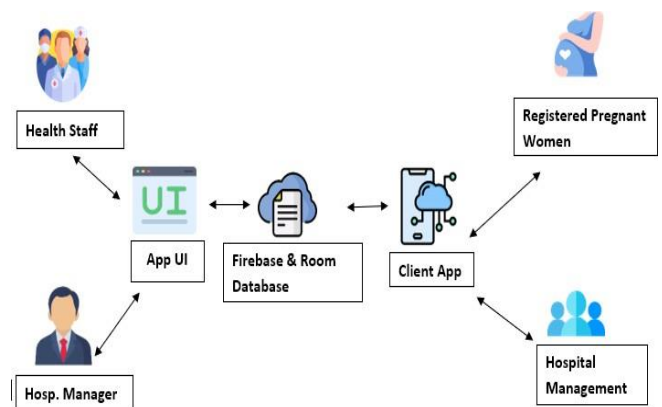 Health Staff
Registered Pregnant
Women
UI
App UI
Firebase & Room
Database
Client App
Hosp. Manager
Hospital
Management